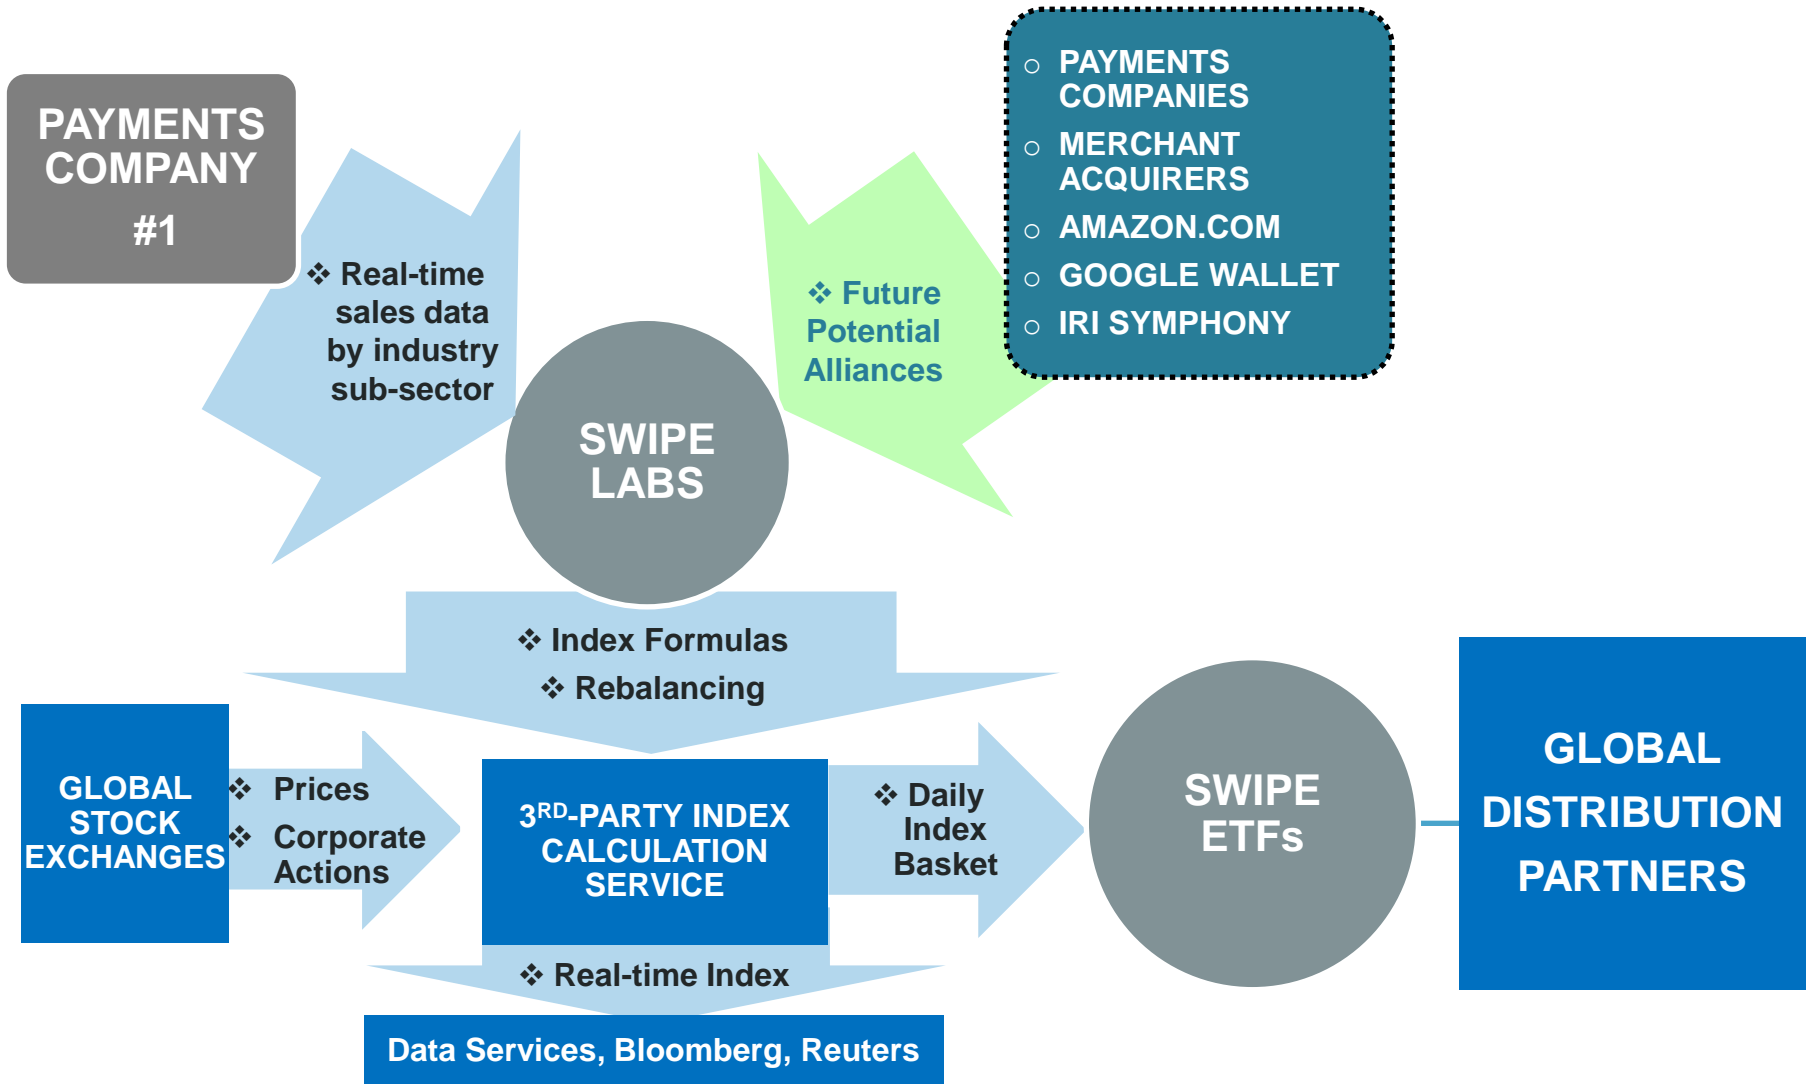 PAYMENTS
COMPANY
#1
○ PAYMENTS
COMPANIES
○ MERCHANT
ACQUIRERS
○ AMAZON.COM
○ GOOGLE WALLET
○ IRI SYMPHONY
❖ Real-time
sales data
by industry
sub-sector
❖ Future
Potential
Alliances
SWIPE
LABS
❖ Index Formulas
❖ Rebalancing
GLOBAL
STOCK
EXCHANGES
❖ Prices
❖ Corporate
Actions
3RD-PARTY INDEX
CALCULATION
SERVICE
❖ Daily
Index
Basket
SWIPE
ETFs
GLOBAL
DISTRIBUTION
PARTNERS
❖ Real-time Index
Data Services, Bloomberg, Reuters